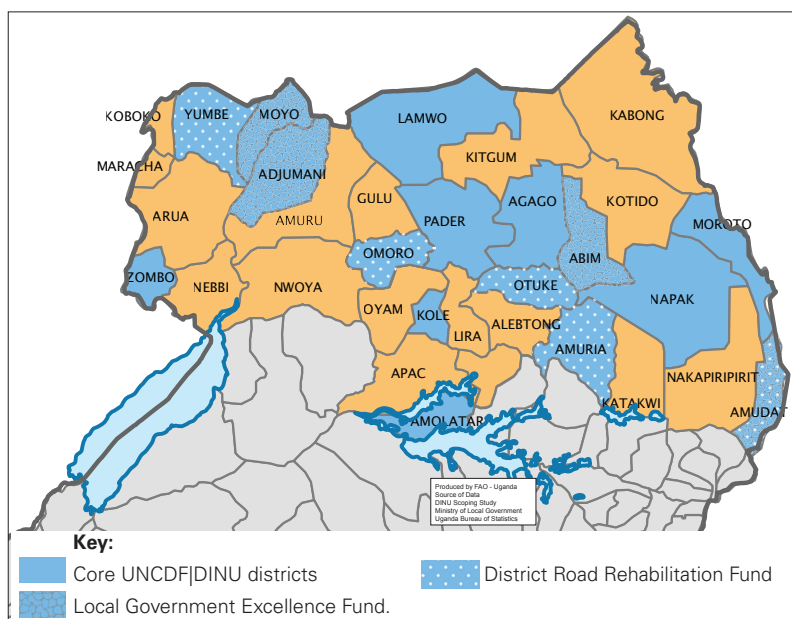 KABONG
KOBOKO
YUMBE
MOYO
LAMWO
KITGUM
MARACHA
ADJUMANI
ARUA
AMURU
GULU
PADER
AGAGO
KOTIDO
MOROTO
OMORO
ABIM
ZOMBO
NEBBI
NWOYA
OTUKE
NAPAK
OYAM
KOLE
LIRA
ALEBTONG
AMURIA
APAC
NAKAPIRIPIRIT
KATAKWI
AMUDAT
AMOLATAR
Produced by FAO - Uganda
Source of Data
DINU Scoping Study
Ministry of Local Government
Uganda Bureau of Statistics
Key:
Core UNCDF|DINU districts
District Road Rehabilitation Fund
Local Government Excellence Fund.